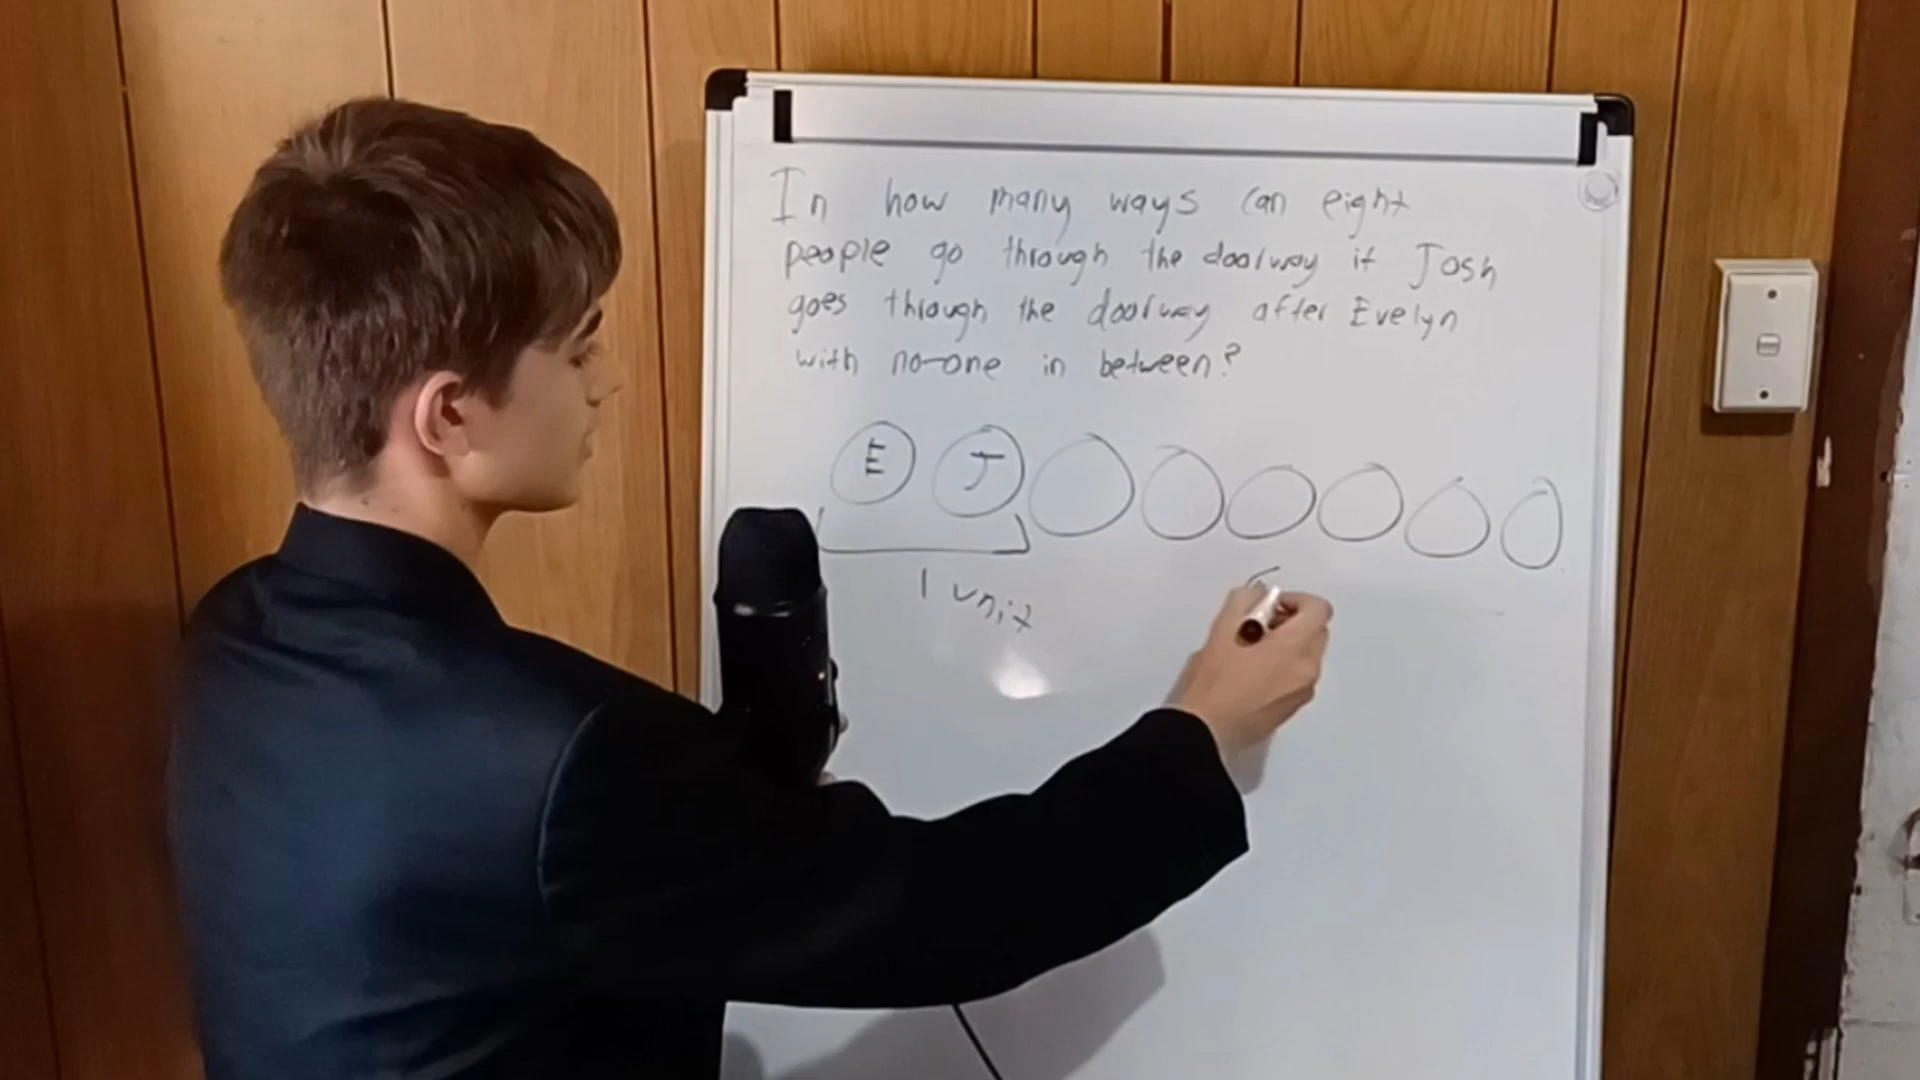 In how many ways can eight
people go through the doorway if Josh
goes through the doorway after Evelyn
with no-one in between?
E J
1 unit